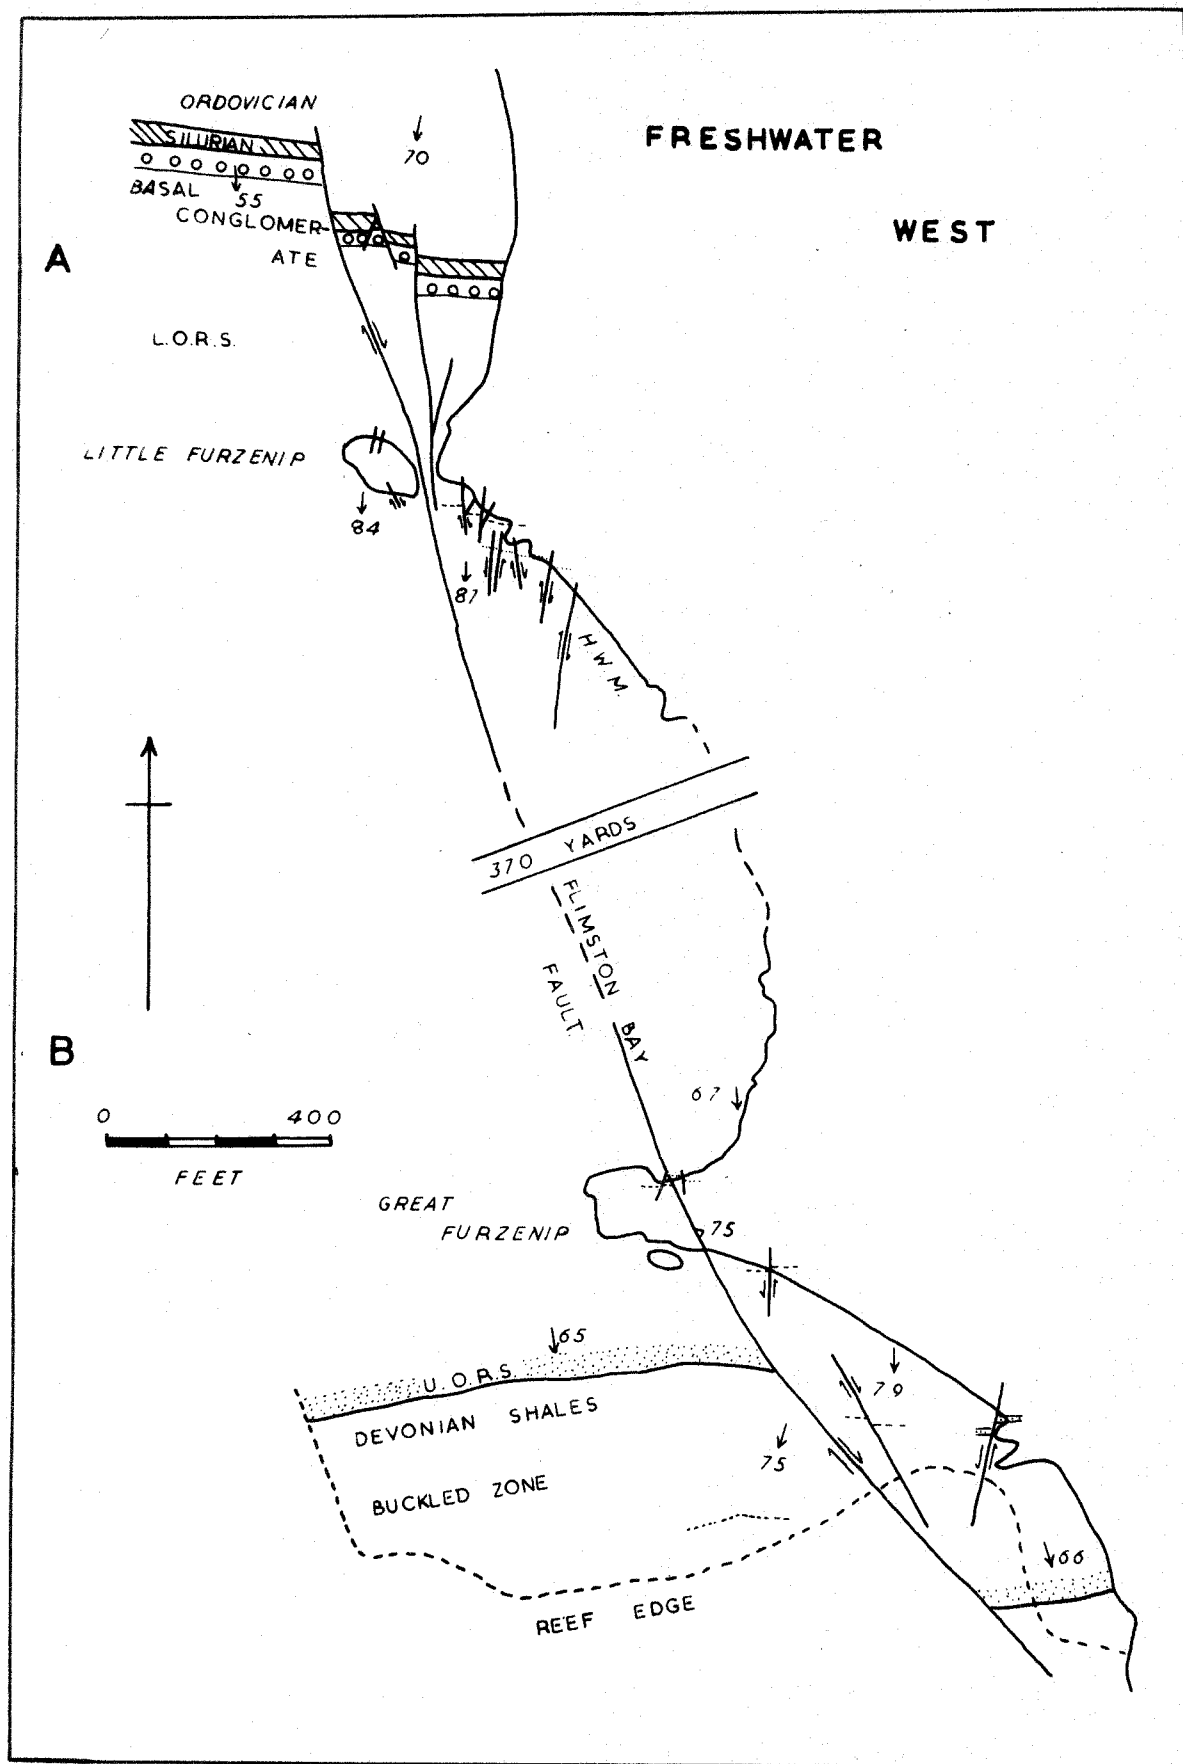 ORDOVICIAN
FRESHWATER
WEST
SILURIAN
70
BASAL
55
CONGLOMER-
ATE
A
L.O.R.S.
LITTLE FURZENIP
84
87
H.W.M.
370 YARDS
FLIMSTON BAY
FAULT.
B
0 400
FEET
67
GREAT
FURZENIP
75
65
U.O.R.S.
79
DEVONIAN SHALES
75
BUCKLED ZONE
66
REEF EDGE